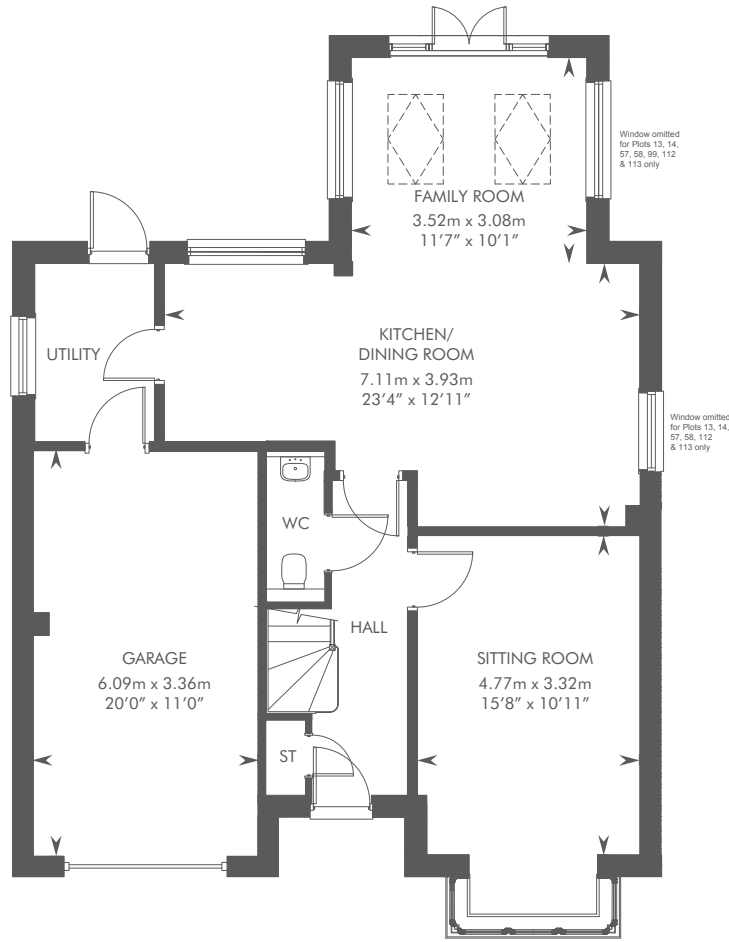 Window omitted
for Plots 13, 14,
57, 58, 99, 112
& 113 only
FAMILY ROOM
3.52m x 3.08m
11’7” x 10’1”
UTILITY
KITCHEN/
DINING ROOM
7.11m x 3.93m
23’4” x 12’11”
Window omitted
for Plots 13, 14,
57, 58, 112
& 113 only
WC
HALL
GARAGE
6.09m x 3.36m
20’0” x 11’0”
SITTING ROOM
4.77m x 3.32m
15’8” x 10’11”
ST